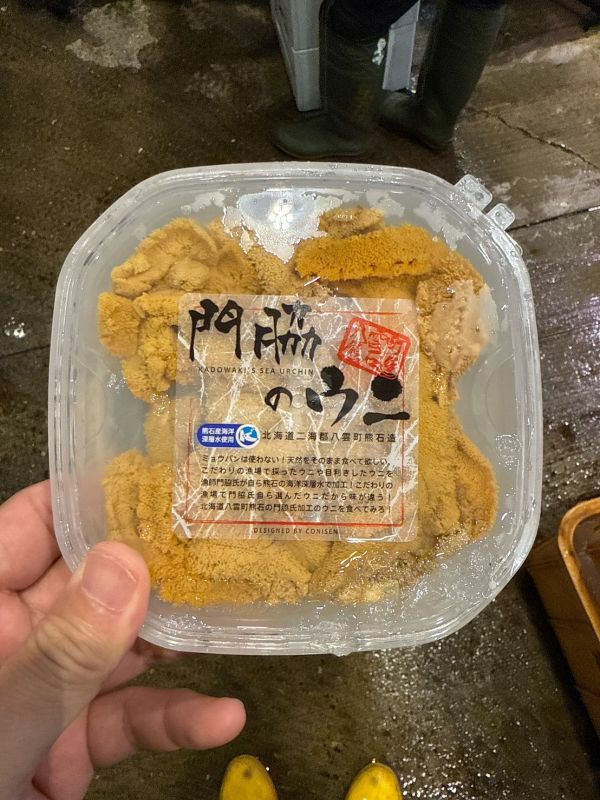 門脇
KADOWAKI'S SEA URCHIN
のウニ
熊石産海洋
深層水使用
北海道二海郡八雲町熊石造
ミョウバンは使わない!天然をそのまま食べて欲しい。
こだわりの漁場で採ったウニや目利きしたウニを
漁師門脇氏が自ら熊石の海洋深層水で加工!こだわりの
漁場で門脇氏自ら選んだウニだから味が違う!
北海道八雲町熊石の門脇氏加工のウニを食べてみろ!
DESIGNED BY CONISEN